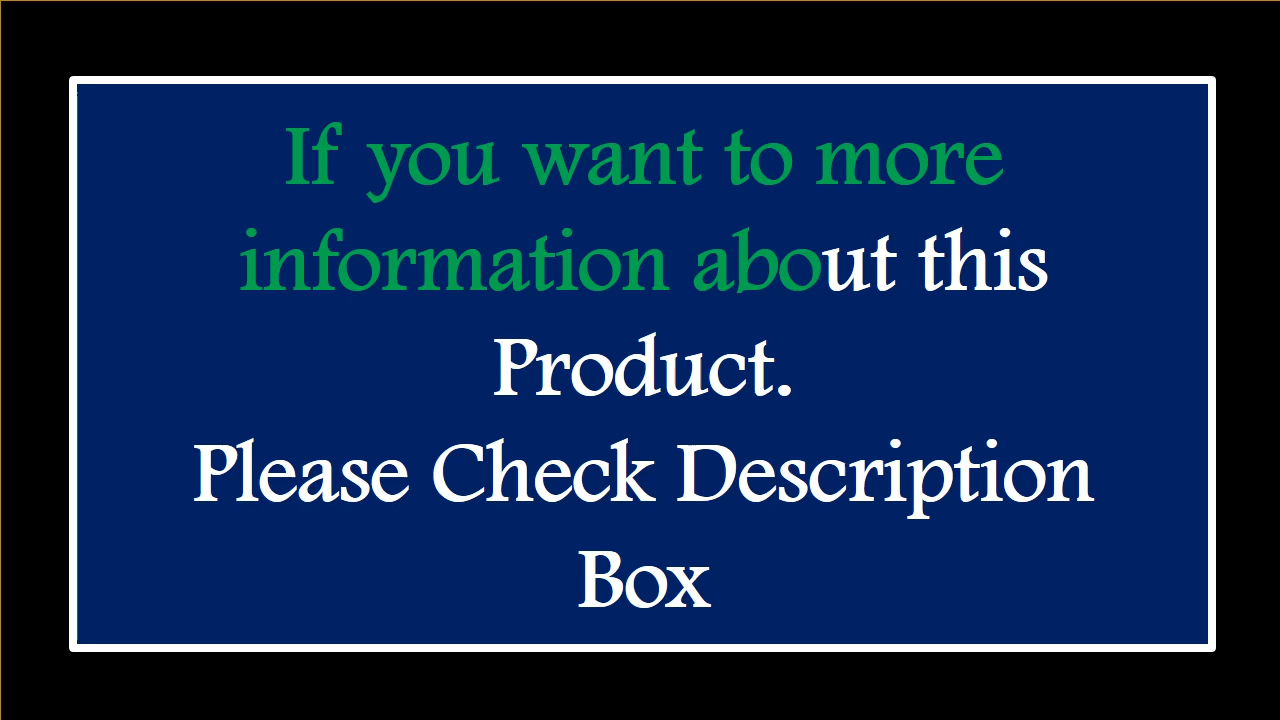 If you want to more
information about this
Product.
Please Check Description
Box